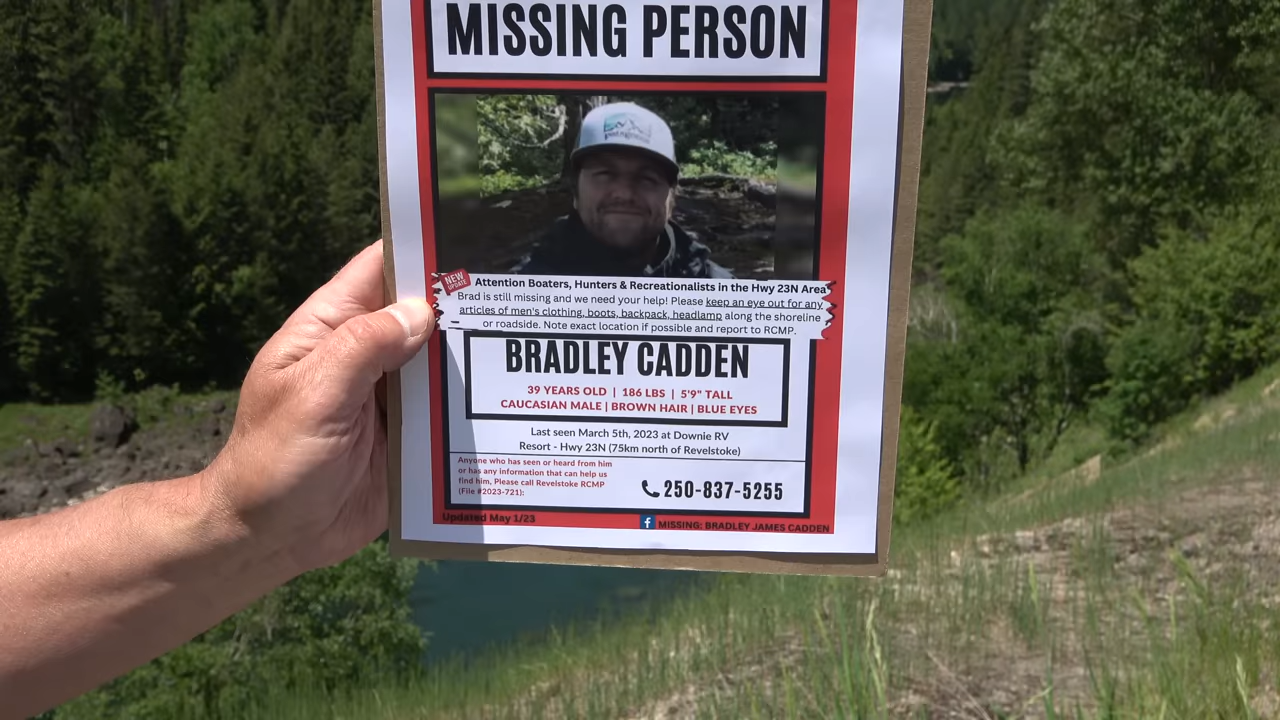 MISSING PERSON
patagonia
NEW UPDATE
Attention Boaters, Hunters & Recreationalists in the Hwy 23N Area
Brad is still missing and we need your help! Please keep an eye out for any
articles of men's clothing, boots, backpack, headlamp along the shoreline
or roadside. Note exact location if possible and report to RCMP.
BRADLEY CADDEN
39 YEARS OLD | 186 LBS | 5'9" TALL
CAUCASIAN MALE | BROWN HAIR | BLUE EYES
Last seen March 5th, 2023 at Downie RV
Resort - Hwy 23N (75km north of Revelstoke)
Anyone who has seen or heard from him
or has any information that can help us
find him, Please call Revelstoke RCMP
(File #2023-721):
250-837-5255
Updated May 1/23
f MISSING: BRADLEY JAMES CADDEN